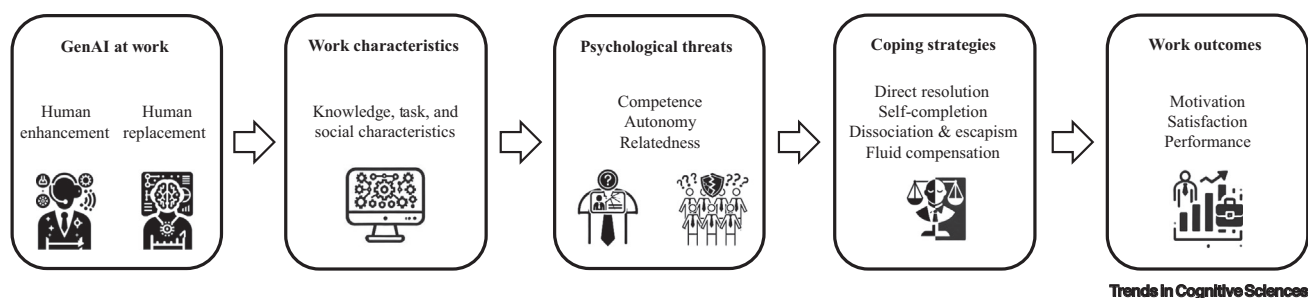 GenAI at work
Human
enhancement
Human
replacement
Work characteristics
Knowledge, task, and
social characteristics
Psychological threats
Competence
Autonomy
Relatedness
?
???
???
Coping strategies
Direct resolution
Self-completion
Dissociation & escapism
Fluid compensation
Work outcomes
Motivation
Satisfaction
Performance
Trends in Cognitive Sciences